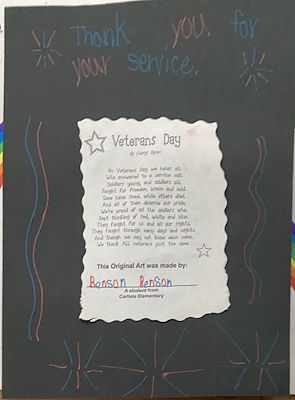 Thank you for
your service.
Veterans Day
By Cheryl Dyson
On Veterans Day we honor all,
Who answered to a service call.
Soldiers young, and soldiers old,
Fought for freedom, brave and bold.
Some have lived, while others died,
And all of them deserve our pride.
We're proud of all the soldiers who,
Kept thinking of red, white and blue.
They fought for us and all our rights,
They fought through many days and nights.
And though we may not know each name,
We thank all veterans just the same.
This Original Art was made by:
Benson Benson
A student from
Carlisle Elementary